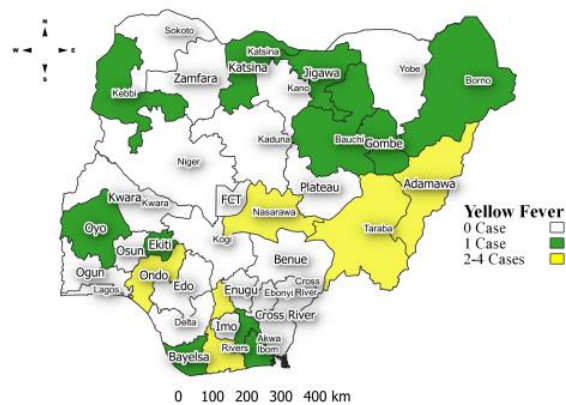 N
W E
S
Sokoto
Katsina
Zamfara
Katsina
Jigawa
Yobe
Borno
Kebbi
Kano
Kaduna
Bauchi
Gombe
Niger
Adamawa
Kwara
Kwara
FCT
Plateau
Nasarawa
Taraba
Oyo
Osun
Ekiti
Kogi
Benue
Ogun
Lagos
Ondo
Edo
Enugu
Ebonyi
Cross
River
Delta
Imo
Cross River
Bayelsa
Rivers
Akwa
Ibom
Yellow Fever
0 Case
1 Case
2-4 Cases
0 100 200 300 400 km